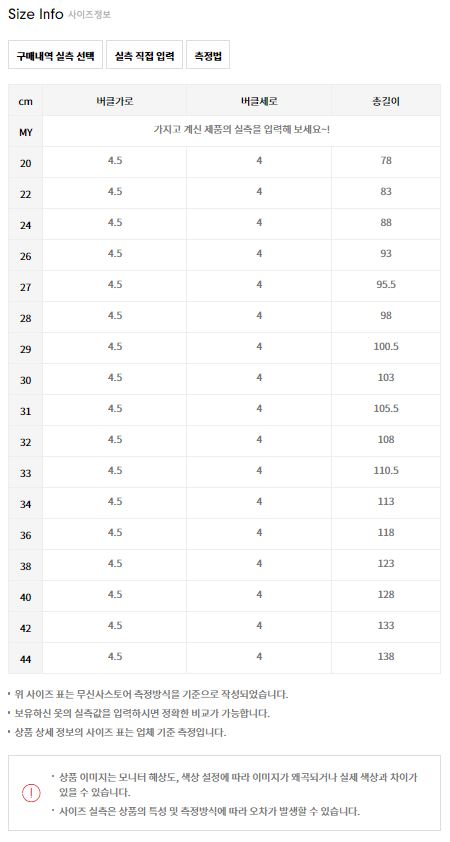 Size Info 사이즈정보
구매내역 실측 선택 실측 직접 입력 측정법
cm 버클가로 버클세로 총길이
MY 가지고 계신 제품의 실측을 입력해 보세요~!
20 4.5 4 78
22 4.5 4 83
24 4.5 4 88
26 4.5 4 93
27 4.5 4 95.5
28 4.5 4 98
29 4.5 4 100.5
30 4.5 4 103
31 4.5 4 105.5
32 4.5 4 108
33 4.5 4 110.5
34 4.5 4 113
36 4.5 4 118
38 4.5 4 123
40 4.5 4 128
42 4.5 4 133
44 4.5 4 138
위 사이즈 표는 무신사스토어 측정방식을 기준으로 작성되었습니다.
보유하신 옷의 실측값을 입력하시면 정확한 비교가 가능합니다.
상품 상세 정보의 사이즈 표는 업체 기준 측정입니다.
상품 이미지는 모니터 해상도, 색상 설정에 따라 이미지가 왜곡되거나 실제 색상과 차이가
있을 수 있습니다.
사이즈 실측은 상품의 특성 및 측정방식에 따라 오차가 발생할 수 있습니다.